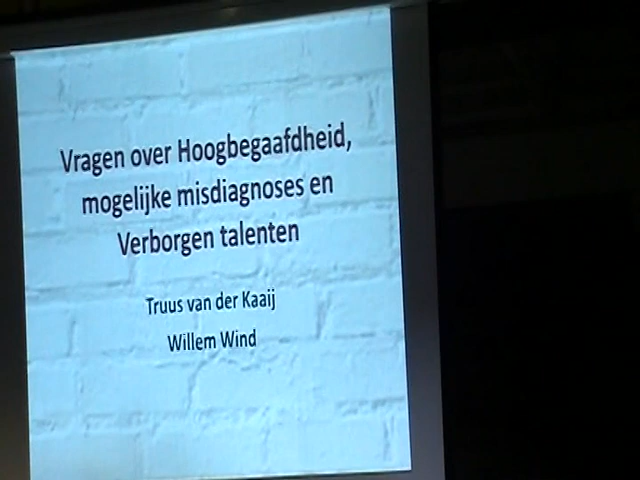 Vragen over Hoogbegaafdheid,
mogelijke misdiagnoses en
Verborgen talenten
Truus van der Kaaij
Willem Wind